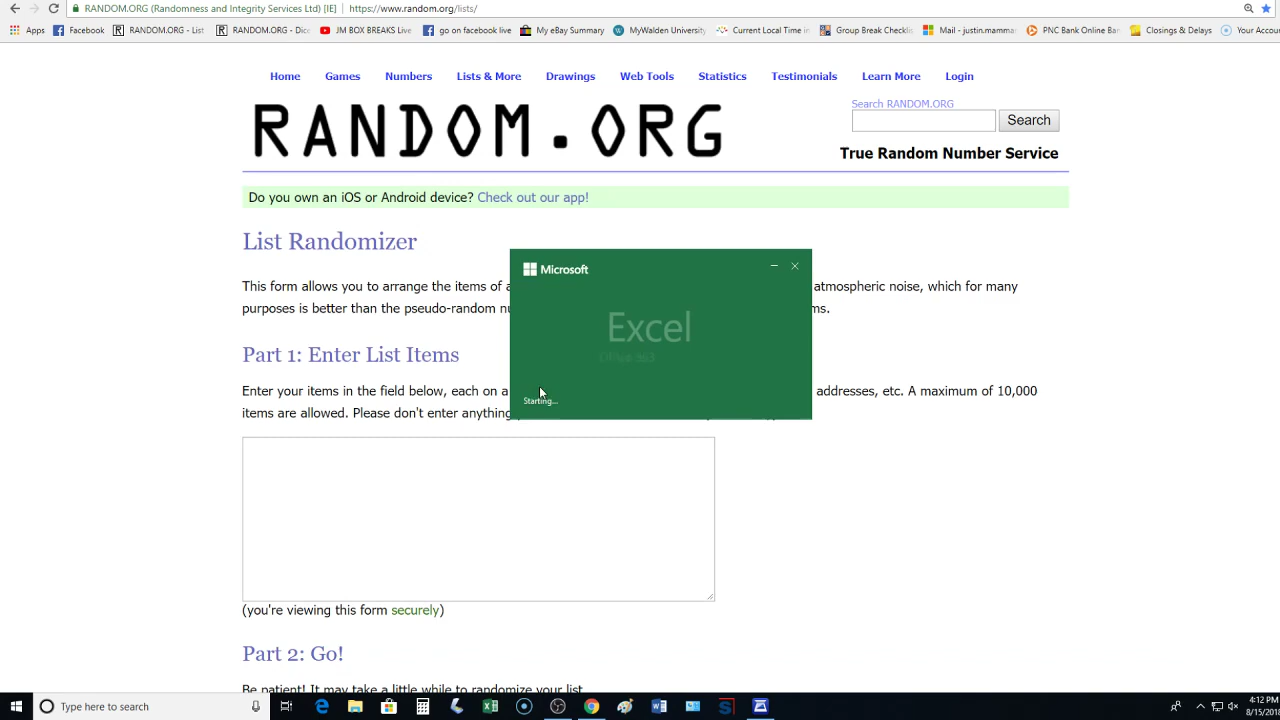 RANDOM.ORG (Randomness and Integrity Services Ltd) [IE] https://www.random.org/lists/
Apps Facebook RANDOM.ORG - List RANDOM.ORG - Dice JM BOX BREAKS Live go on facebook live My eBay Summary MyWalden University Current Local Time in Group Break Checklis Mail - justin.mamma PNC Bank Online Ban Closings & Delays Your Accou
Home Games Numbers Lists & More Drawings Web Tools Statistics Testimonials Learn More Login
Search RANDOM.ORG
RANDOM.ORG
Search
True Random Number Service
Do you own an iOS or Android device? Check out our app!
List Randomizer
This form allows you to arrange the items of a atmospheric noise, which for many
purposes is better than the pseudo-random nu ms.
Part 1: Enter List Items
Enter your items in the field below, each on a addresses, etc. A maximum of 10,000
items are allowed. Please don't enter anything
Microsoft
Excel
Starting...
(you're viewing this form securely)
Part 2: Go!
Be patient! It may take a little while to randomize your list
Type here to search
4:12 PM
8/15/2018